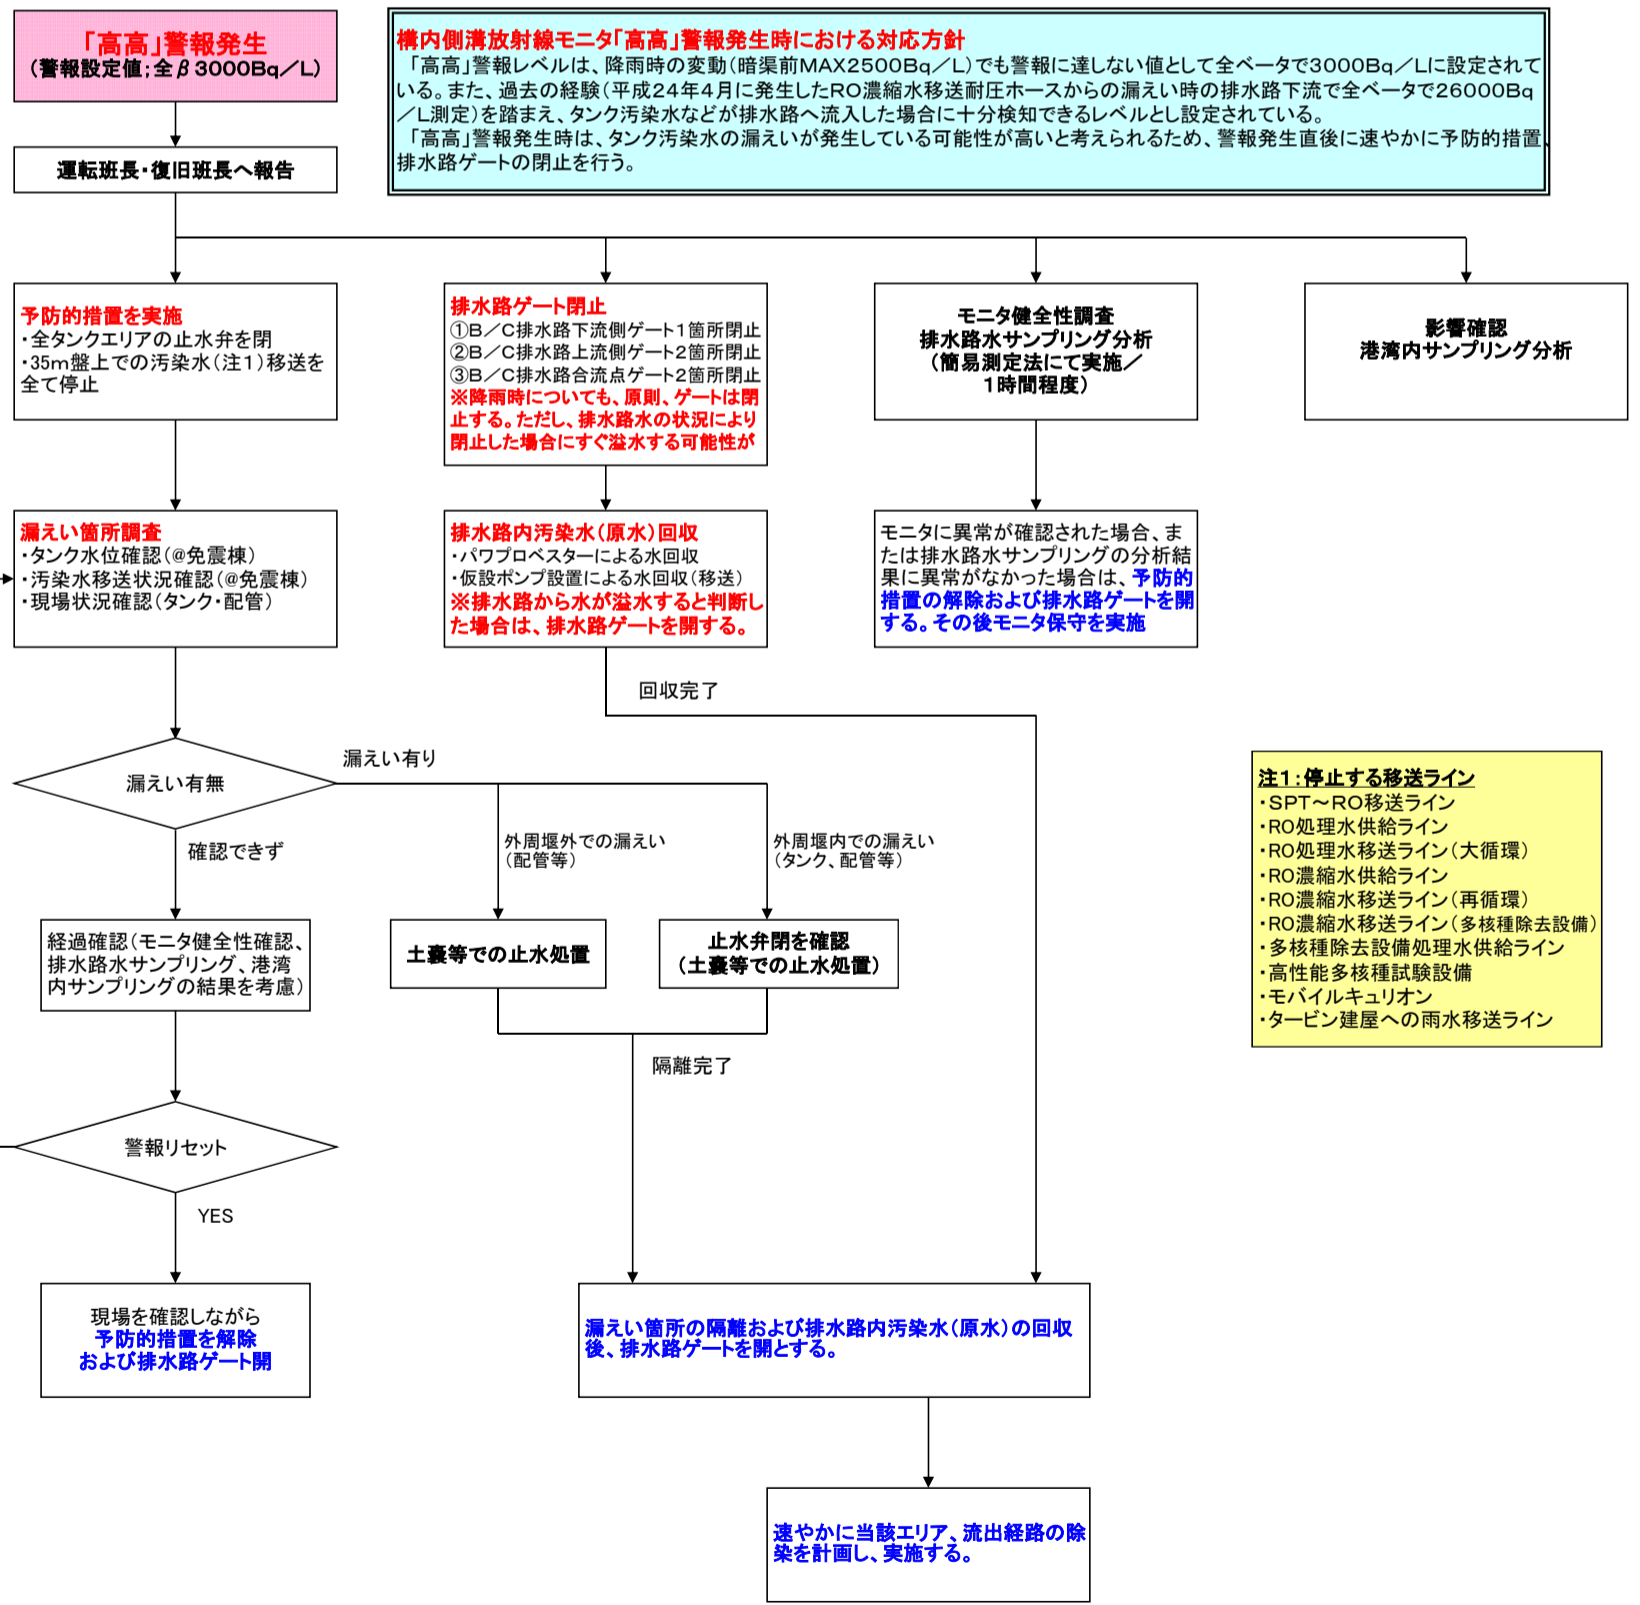 「高高」警報発生
（警報設定値；全β3000Bq／L）
構内側溝放射線モニタ「高高」警報発生時における対応方針
「高高」警報レベルは、降雨時の変動（暗渠前MAX2500Bq／L）でも警報に達しない値として全ベータで3000Bq／Lに設定されて
いる。また、過去の経験（平成24年4月に発生したRO濃縮水移送耐圧ホースからの漏えい時の排水路下流で全ベータで26000Bq
／L測定）を踏まえ、タンク汚染水などが排水路へ流入した場合に十分検知できるレベルとし設定されている。
「高高」警報発生時は、タンク汚染水の漏えいが発生している可能性が高いと考えられるため、警報発生直後に速やかに予防的措置、
排水路ゲートの閉止を行う。
運転班長・復旧班長へ報告
予防的措置を実施
・全タンクエリアの止水弁を閉
・35m盤上での汚染水（注１）移送を
全て停止
排水路ゲート閉止
①B／C排水路下流側ゲート1箇所閉止
②B／C排水路上流側ゲート2箇所閉止
③B／C排水路合流点ゲート2箇所閉止
※降雨時についても、原則、ゲートは閉
止する。ただし、排水路水の状況により
閉止した場合にすぐ溢水する可能性が
モニタ健全性調査
排水路水サンプリング分析
（簡易測定法にて実施／
１時間程度）
影響確認
港湾内サンプリング分析
漏えい箇所調査
・タンク水位確認（@免震棟）
・汚染水移送状況確認（@免震棟）
・現場状況確認（タンク・配管）
排水路内汚染水（原水）回収
・パワプロベスターによる水回収
・仮設ポンプ設置による水回収（移送）
※排水路から水が溢水すると判断し
た場合は、排水路ゲートを開する。
モニタに異常が確認された場合、ま
たは排水路水サンプリングの分析結
果に異常がなかった場合は、予防的
措置の解除および排水路ゲートを開
する。その後モニタ保守を実施
回収完了
漏えい有無
漏えい有り
確認できず
外周堰外での漏えい
（配管等）
外周堰内での漏えい
（タンク、配管等）
注１：停止する移送ライン
・SPT～RO移送ライン
・RO処理水供給ライン
・RO処理水移送ライン（大循環）
・RO濃縮水供給ライン
・RO濃縮水移送ライン（再循環）
・RO濃縮水移送ライン（多核種除去設備）
・多核種除去設備処理水供給ライン
・高性能多核種試験設備
・モバイルキュリオン
・タービン建屋への雨水移送ライン
経過確認（モニタ健全性確認、
排水路水サンプリング、港湾
内サンプリングの結果を考慮）
土嚢等での止水処置
止水弁閉を確認
（土嚢等での止水処置）
隔離完了
警報リセット
YES
現場を確認しながら
予防的措置を解除
および排水路ゲート開
漏えい箇所の隔離および排水路内汚染水（原水）の回収
後、排水路ゲートを開とする。
速やかに当該エリア、流出経路の除
染を計画し、実施する。